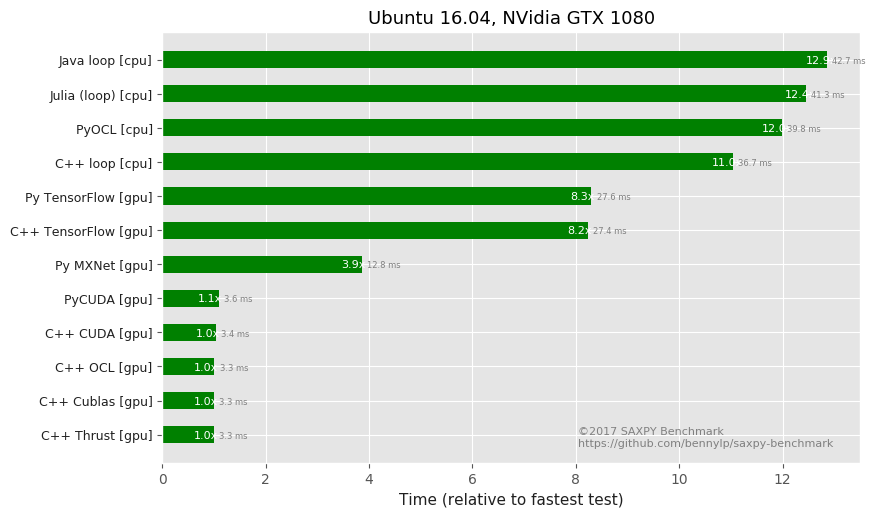 Ubuntu 16.04, NVidia GTX 1080
Java loop [cpu] 12.9 42.7 ms
Julia (loop) [cpu] 12.4 41.3 ms
PyOCL [cpu] 12.0 39.8 ms
C++ loop [cpu] 11.0 36.7 ms
Py TensorFlow [gpu] 8.3x 27.6 ms
C++ TensorFlow [gpu] 8.2x 27.4 ms
Py MXNet [gpu] 3.9x 12.8 ms
PyCUDA [gpu] 1.1x 3.6 ms
C++ CUDA [gpu] 1.0x 3.4 ms
C++ OCL [gpu] 1.0x 3.3 ms
C++ Cublas [gpu] 1.0x 3.3 ms
C++ Thrust [gpu] 1.0x 3.3 ms
©2017 SAXPY Benchmark
https://github.com/bennylp/saxpy-benchmark
0 2 4 6 8 10 12
Time (relative to fastest test)